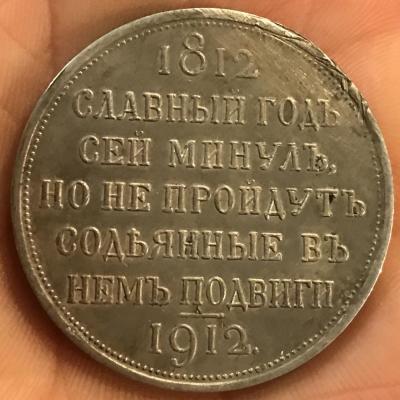 1812
СЛАВНЫЙ ГОДЪ
СЕЙ МИНУЛЪ,
НО НЕ ПРОЙДУТЪ
СОДѢЯННЫЕ ВЪ
НЕМЪ ПОДВИГИ
1912.